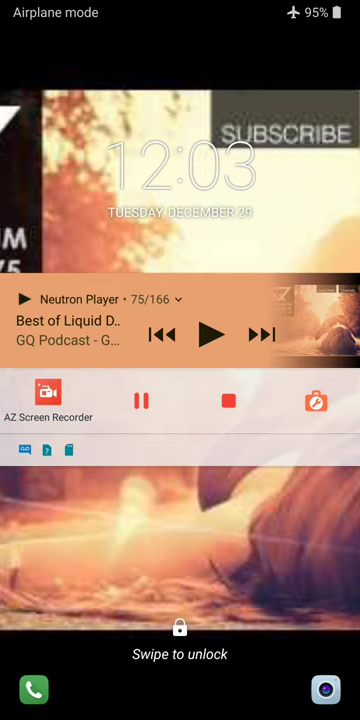 Airplane mode
95%
SUBSCRIBE
12:03
TUESDAY, DECEMBER 29
Neutron Player • 75/166
Best of Liquid D..
GQ Podcast - G...
AZ Screen Recorder
Swipe to unlock